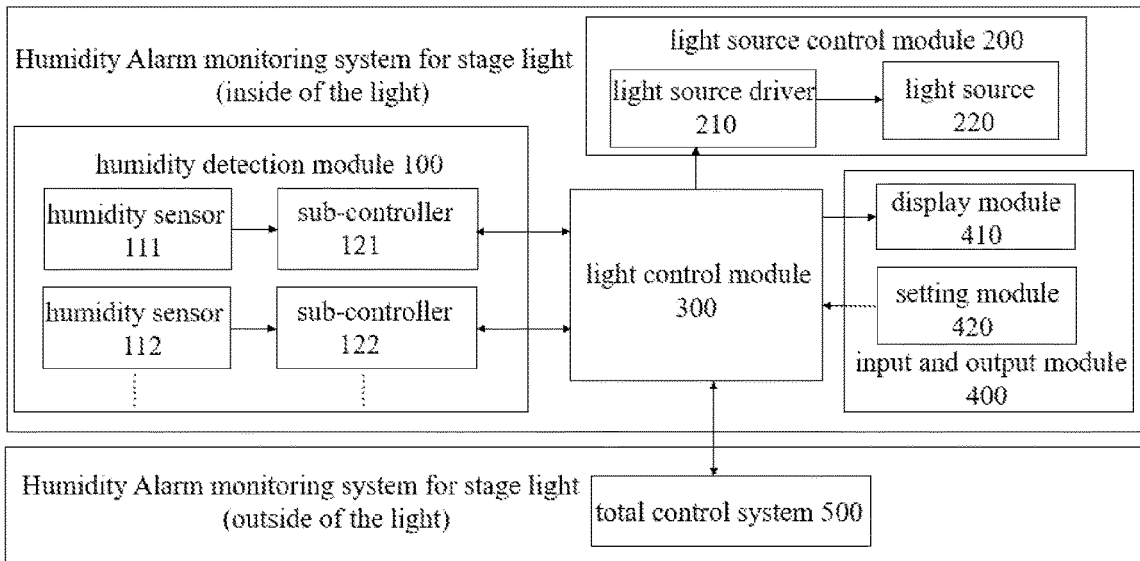 Humidity Alarm monitoring system for stage light
(inside of the light)
light source control module 200
light source driver
210
light source
220
humidity detection module 100
humidity sensor
111
sub-controller
121
humidity sensor
112
sub-controller
122
light control module
300
display module
410
setting module
420
input and output module
400
Humidity Alarm monitoring system for stage light
(outside of the light)
total control system 500